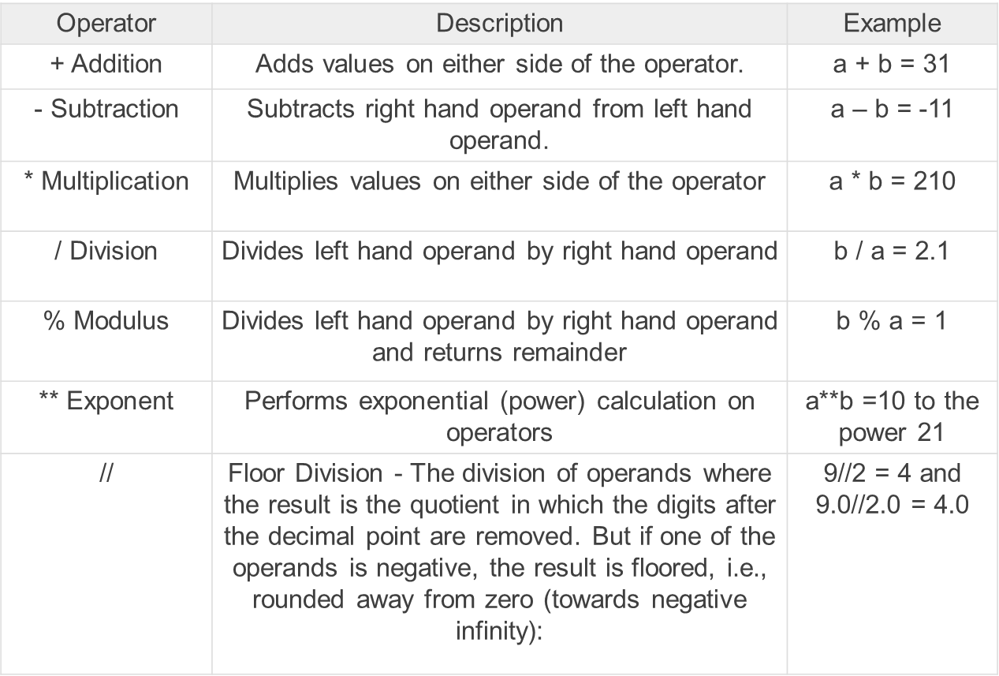 Operator Description Example
+ Addition Adds values on either side of the operator. a + b = 31
- Subtraction Subtracts right hand operand from left hand a – b = -11
operand.
* Multiplication Multiplies values on either side of the operator a * b = 210
/ Division Divides left hand operand by right hand operand b / a = 2.1
% Modulus Divides left hand operand by right hand operand b % a = 1
and returns remainder
** Exponent Performs exponential (power) calculation on a**b =10 to the
operators power 21
// Floor Division - The division of operands where 9//2 = 4 and
the result is the quotient in which the digits after 9.0//2.0 = 4.0
the decimal point are removed. But if one of the
operands is negative, the result is floored, i.e.,
rounded away from zero (towards negative
infinity):